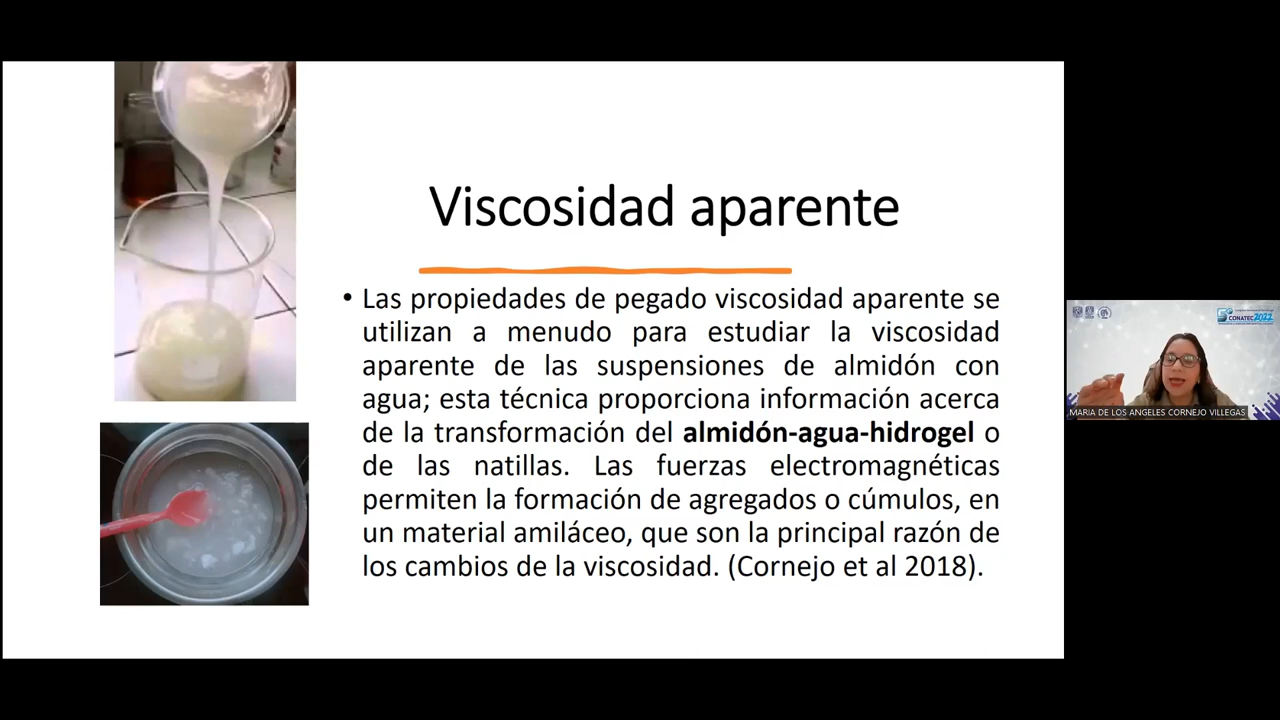 Viscosidad aparente
• Las propiedades de pegado viscosidad aparente se
utilizan a menudo para estudiar la viscosidad
aparente de las suspensiones de almidón con
agua; esta técnica proporciona información acerca
de la transformación del almidón-agua-hidrogel o
de las natillas. Las fuerzas electromagnéticas
permiten la formación de agregados o cúmulos, en
un material amiláceo, que son la principal razón de
los cambios de la viscosidad. (Cornejo et al 2018).
CONATEC 2022
MARIA DE LOS ANGELES CORNEJO VILLEGAS